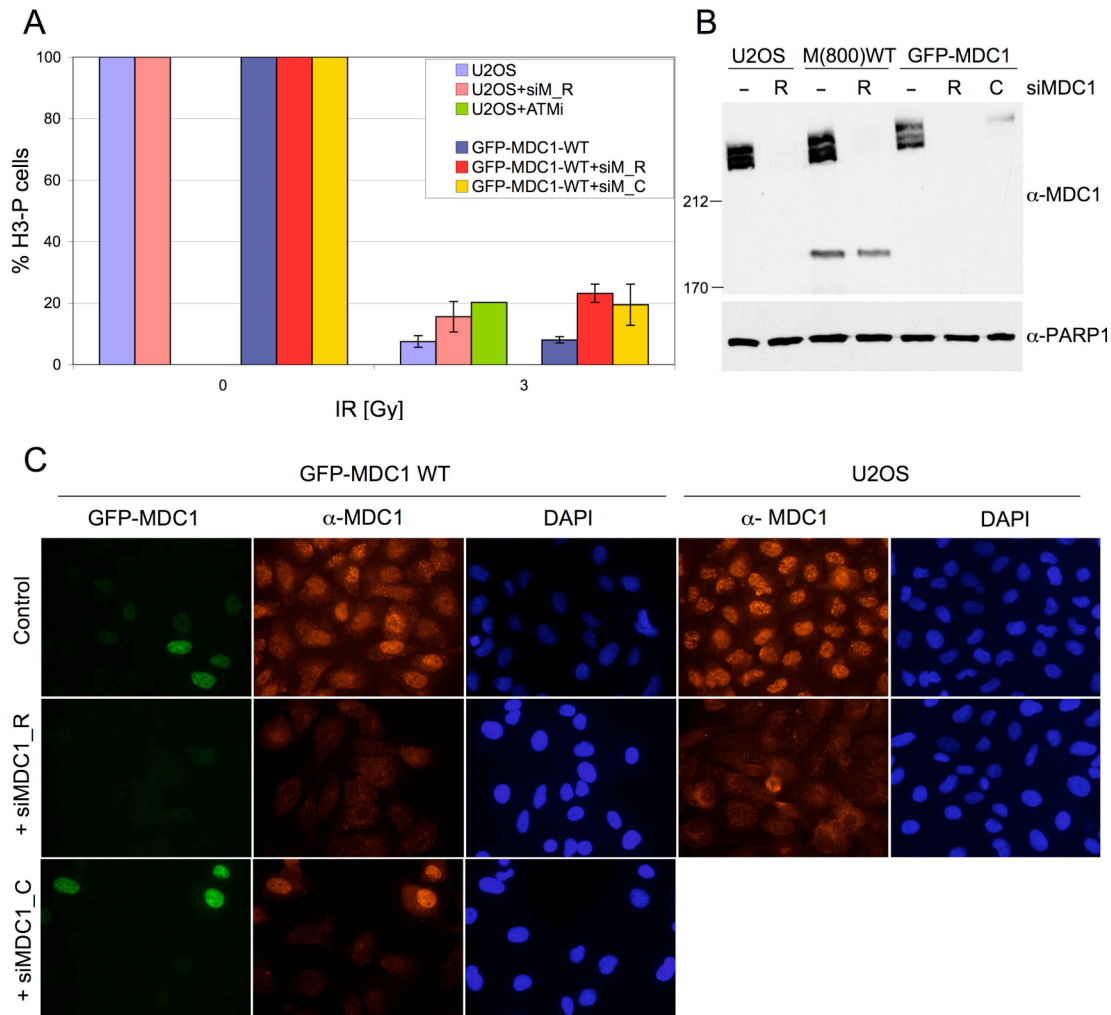 A
100
80
60
40
20
0
% H3-P cells
0
3
IR [Gy]
U2OS
U2OS+siM_R
U2OS+ATMi
GFP-MDC1-WT
GFP-MDC1-WT+siM_R
GFP-MDC1-WT+siM_C
B
U2OS M(800)WT GFP-MDC1
– R – R – R C siMDC1
212
170
α-MDC1
α-PARP1
C
GFP-MDC1 WT
U2OS
GFP-MDC1 α-MDC1 DAPI α- MDC1 DAPI
Control
+ siMDC1_R
+ siMDC1_C